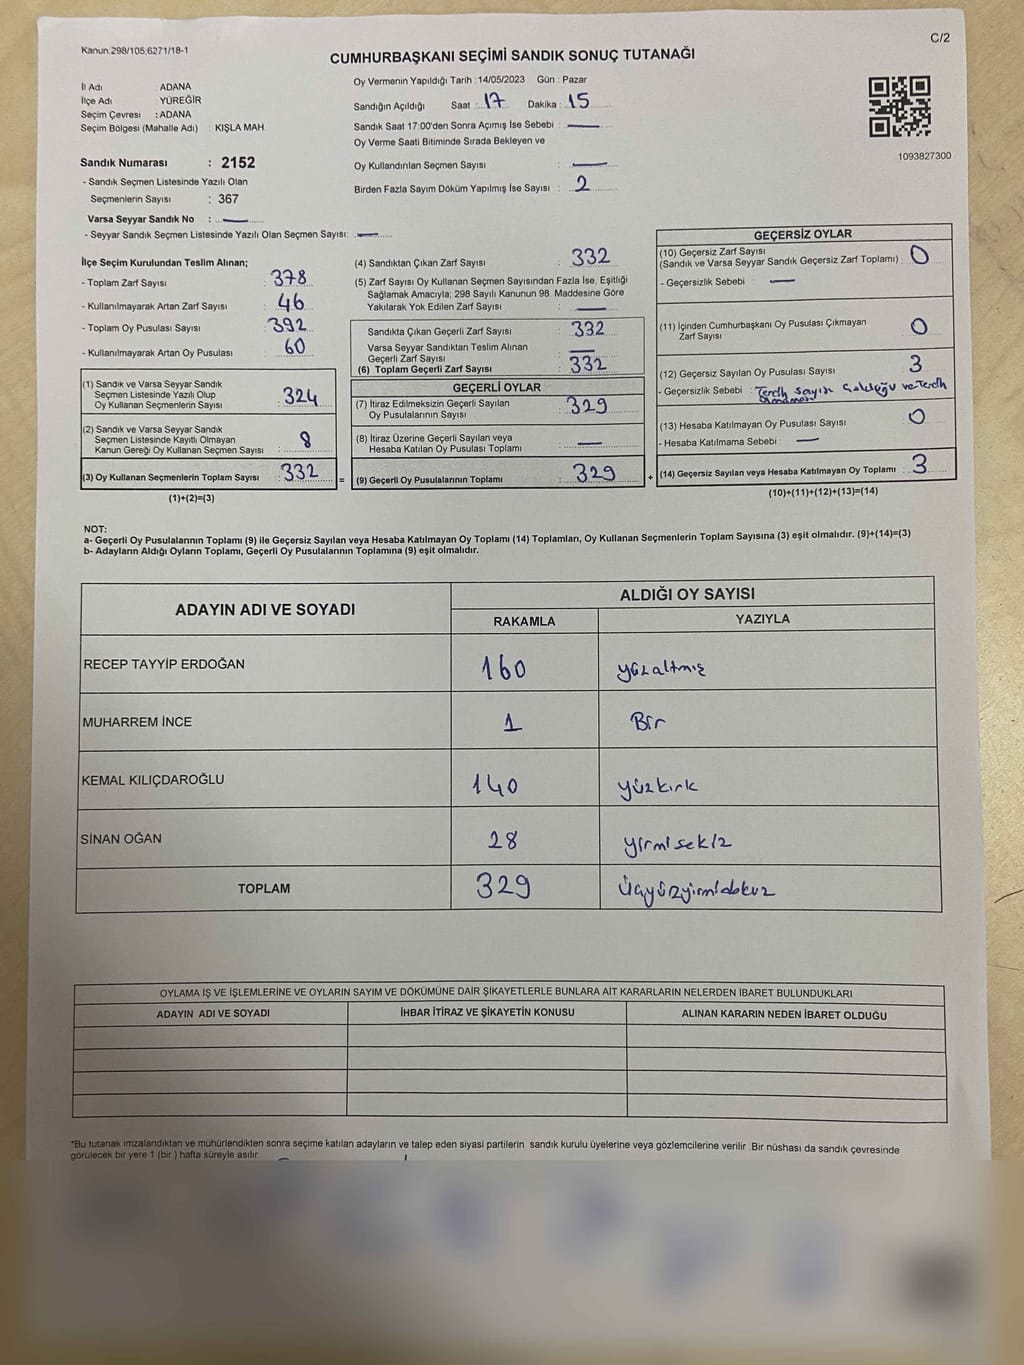 Kanun.298/105,6271/18-1
C/2
CUMHURBAŞKANI SEÇİMİ SANDIK SONUÇ TUTANAĞI
İl Adı ADANA
İlçe Adı : YÜREĞİR
Seçim Çevresi : ADANA
Seçim Bölgesi (Mahalle Adı) : KIŞLA MAH
Sandık Numarası : 2152
- Sandık Seçmen Listesinde Yazılı Olan
Seçmenlerin Sayısı : 367
Varsa Seyyar Sandık No : —
- Seyyar Sandık Seçmen Listesinde Yazılı Olan Seçmen Sayısı: —
Oy Vermenin Yapıldığı Tarih :14/05/2023 Gün : Pazar
Sandığın Açıldığı Saat : 17 Dakika : 15
Sandık Saat 17:00'den Sonra Açımış İse Sebebi : —
Oy Verme Saati Bitiminde Sırada Bekleyen ve
Oy Kullandırılan Seçmen Sayısı : —
Birden Fazla Sayım Döküm Yapılmış İse Sayısı : 2
1093827300
İlçe Seçim Kurulundan Teslim Alınan;
- Toplam Zarf Sayısı : 378
- Kullanılmayarak Artan Zarf Sayısı : 46
- Toplam Oy Pusulası Sayısı : 392
- Kullanılmayarak Artan Oy Pusulası : 60
(1) Sandık ve Varsa Seyyar Sandık
Seçmen Listesinde Yazılı Olup
Oy Kullanan Seçmenlerin Sayısı : 324
(2) Sandık ve Varsa Seyyar Sandık
Seçmen Listesinde Kayıtlı Olmayan
Kanun Gereği Oy Kullanan Seçmen Sayısı : 8
(3) Oy Kullanan Seçmenlerin Toplam Sayısı : 332
(1)+(2)=(3)
=
(4) Sandıktan Çıkan Zarf Sayısı : 332
(5) Zarf Sayısı Oy Kullanan Seçmen Sayısından Fazla İse, Eşitliği
Sağlamak Amacıyla; 298 Sayılı Kanunun 98. Maddesine Göre
Yakılarak Yok Edilen Zarf Sayısı : —
Sandıkta Çıkan Geçerli Zarf Sayısı : 332
Varsa Seyyar Sandıktan Teslim Alınan
Geçerli Zarf Sayısı : —
(6) Toplam Geçerli Zarf Sayısı : 332
GEÇERLİ OYLAR
(7) İtiraz Edilmeksizin Geçerli Sayılan
Oy Pusulalarının Sayısı : 329
(8) İtiraz Üzerine Geçerli Sayılan veya
Hesaba Katılan Oy Pusulası Toplamı : —
(9) Geçerli Oy Pusulalarının Toplamı : 329
+
GEÇERSİZ OYLAR
(10) Geçersiz Zarf Sayısı
(Sandık ve Varsa Seyyar Sandık Geçersiz Zarf Toplamı) : 0
- Geçersizlik Sebebi : —
(11) İçinden Cumhurbaşkanı Oy Pusulası Çıkmayan
Zarf Sayısı : 0
(12) Geçersiz Sayılan Oy Pusulası Sayısı : 3
- Geçersizlik Sebebi : Tercih sayısı ve Tercih
(13) Hesaba Katılmayan Oy Pusulası Sayısı : 0
- Hesaba Katılmama Sebebi : —
(14) Geçersiz Sayılan veya Hesaba Katılmayan Oy Toplamı : 3
(10)+(11)+(12)+(13)=(14)
NOT:
a- Geçerli Oy Pusulalarının Toplamı (9) ile Geçersiz Sayılan veya Hesaba Katılmayan Oy Toplamı (14) Toplamları, Oy Kullanan Seçmenlerin Toplam Sayısına (3) eşit olmalıdır. (9)+(14)=(3)
b- Adayların Aldığı Oyların Toplamı, Geçerli Oy Pusulalarının Toplamına (9) eşit olmalıdır.
ADAYIN ADI VE SOYADI ALDIĞI OY SAYISI
RAKAMLA YAZIYLA
RECEP TAYYİP ERDOĞAN 160 yüzaltmış
MUHARREM İNCE 1 Bir
KEMAL KILIÇDAROĞLU 140 yüzkırk
SİNAN OĞAN 28 yirmisekiz
TOPLAM 329 Üçyüzyirmidokuz
OYLAMA İŞ VE İŞLEMLERİNE VE OYLARIN SAYIM VE DÖKÜMÜNE DAİR ŞİKAYETLERLE BUNLARA AİT KARARLARIN NELERDEN İBARET BULUNDUKLARI
ADAYIN ADI VE SOYADI İHBAR İTİRAZ VE ŞİKAYETİN KONUSU ALINAN KARARIN NEDEN İBARET OLDUĞU
*Bu tutanak imzalandıktan ve mühürlendikten sonra seçime katılan adayların ve talep eden siyasi partilerin sandık kurulu üyelerine veya gözlemcilerine verilir .Bir nüshası da sandık çevresinde
görülecek bir yere 1 (bir ) hafta süreyle asılır